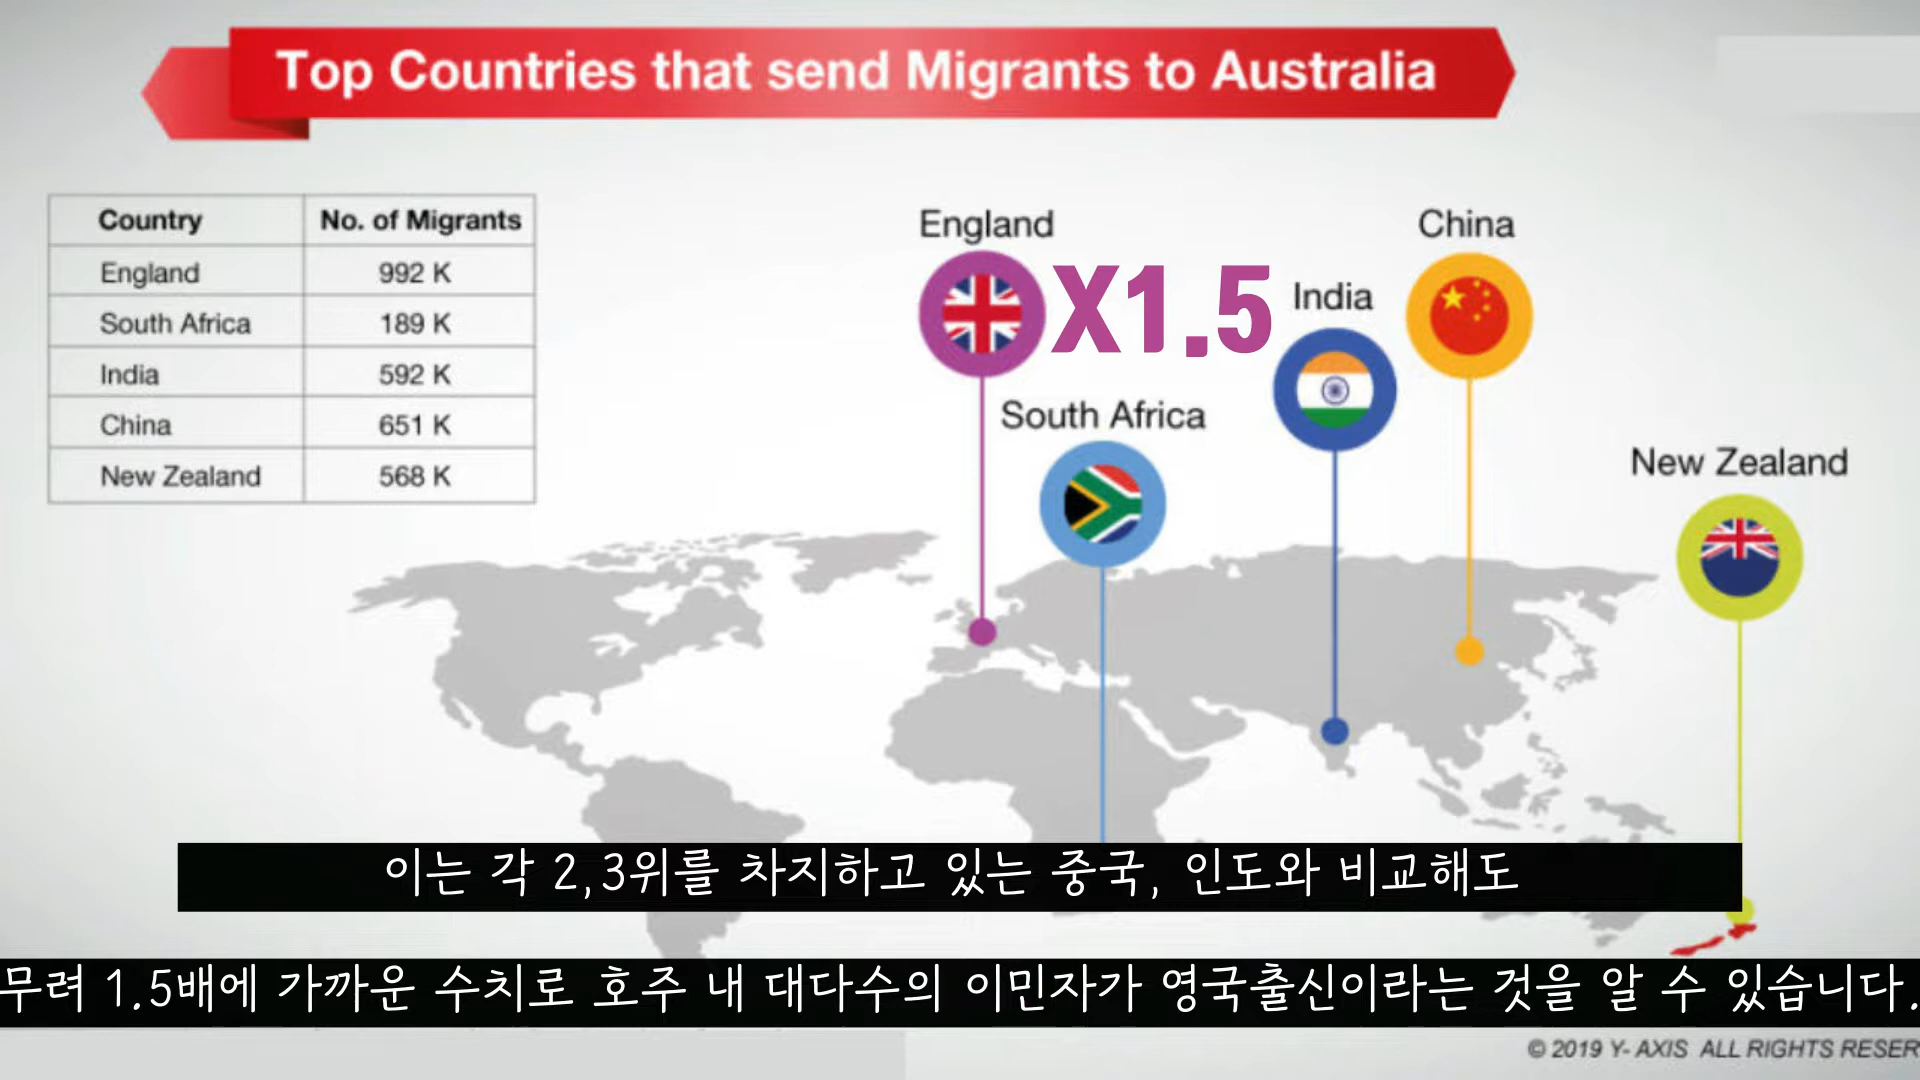 Top Countries that send Migrants to Australia
Country No. of Migrants
England 992 K
South Africa 189 K
India 592 K
China 651 K
New Zealand 568 K
England
China
X1.5
India
South Africa
New Zealand
이는 각 2,3위를 차지하고 있는 중국, 인도와 비교해도
무려 1.5배에 가까운 수치로 호주 내 대다수의 이민자가 영국출신이라는 것을 알 수 있습니다.
© 2019 Y- AXIS ALL RIGHTS RESER